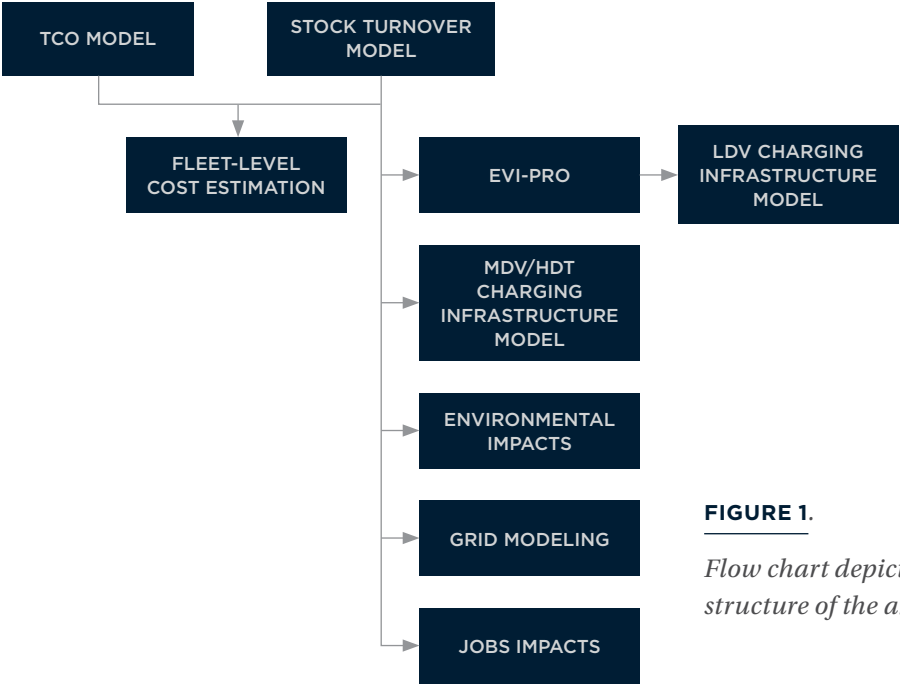 TCO MODEL
STOCK TURNOVER
MODEL
FLEET-LEVEL
COST ESTIMATION
EVI-PRO
LDV CHARGING
INFRASTRUCTURE
MODEL
MDV/HDT
CHARGING
INFRASTRUCTURE
MODEL
ENVIRONMENTAL
IMPACTS
GRID MODELING
JOBS IMPACTS
FIGURE 1.
Flow chart
structure of the